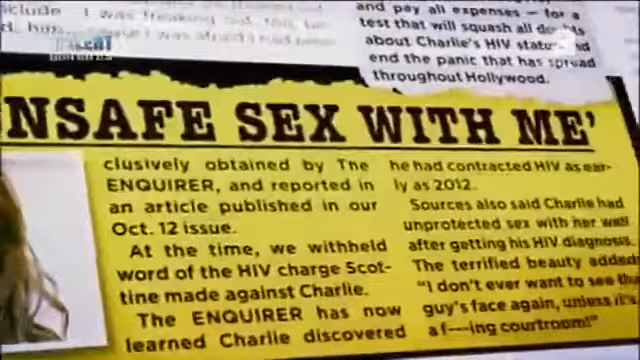 and pay all expenses — for a
test that will squash all doubts
about Charlie's HIV status and
end the panic that has spread
throughout Hollywood.
NSAFE SEX WITH ME'
clusively obtained by The
ENQUIRER, and reported in
an article published in our
Oct. 12 issue.
At the time, we withheld
word of the HIV charge Scot-
tine made against Charlie.
The ENQUIRER has now
learned Charlie discovered
he had contracted HIV as ear-
ly as 2012.
Sources also said Charlie had
unprotected sex with her well
after getting his HIV diagnosis.
The terrified beauty added:
"I don't ever want to see this
guy's face again, unless it's
a f---ing courtroom!"